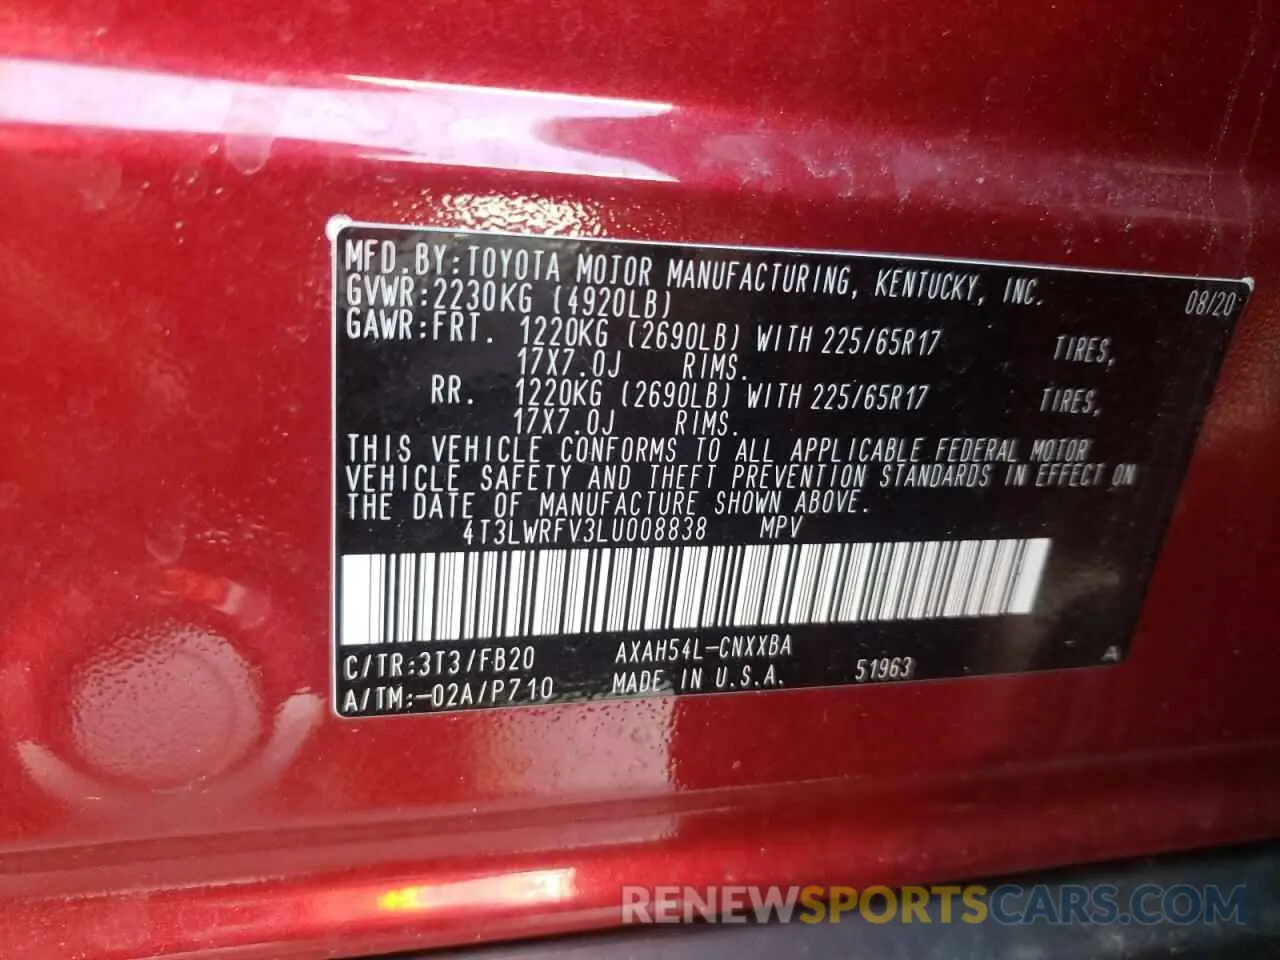 MFD.BY:TOYOTA MOTOR MANUFACTURING, KENTUCKY, INC. 08/20
GVWR:2230KG (4920LB)
GAWR:FRT. 1220KG (2690LB) WITH 225/65R17 TIRES,
17X7.0J RIMS.
RR. 1220KG (2690LB) WITH 225/65R17 TIRES,
17X7.0J RIMS.
THIS VEHICLE CONFORMS TO ALL APPLICABLE FEDERAL MOTOR
VEHICLE SAFETY AND THEFT PREVENTION STANDARDS IN EFFECT ON
THE DATE OF MANUFACTURE SHOWN ABOVE.
4T3LWRFV3LU008838 MPV
C/TR:3T3/FB20 AXAH54L-CNXXBA A
A/TM:-02A/P710 MADE IN U.S.A. 51963
RENEWSPORTSCARS.COM